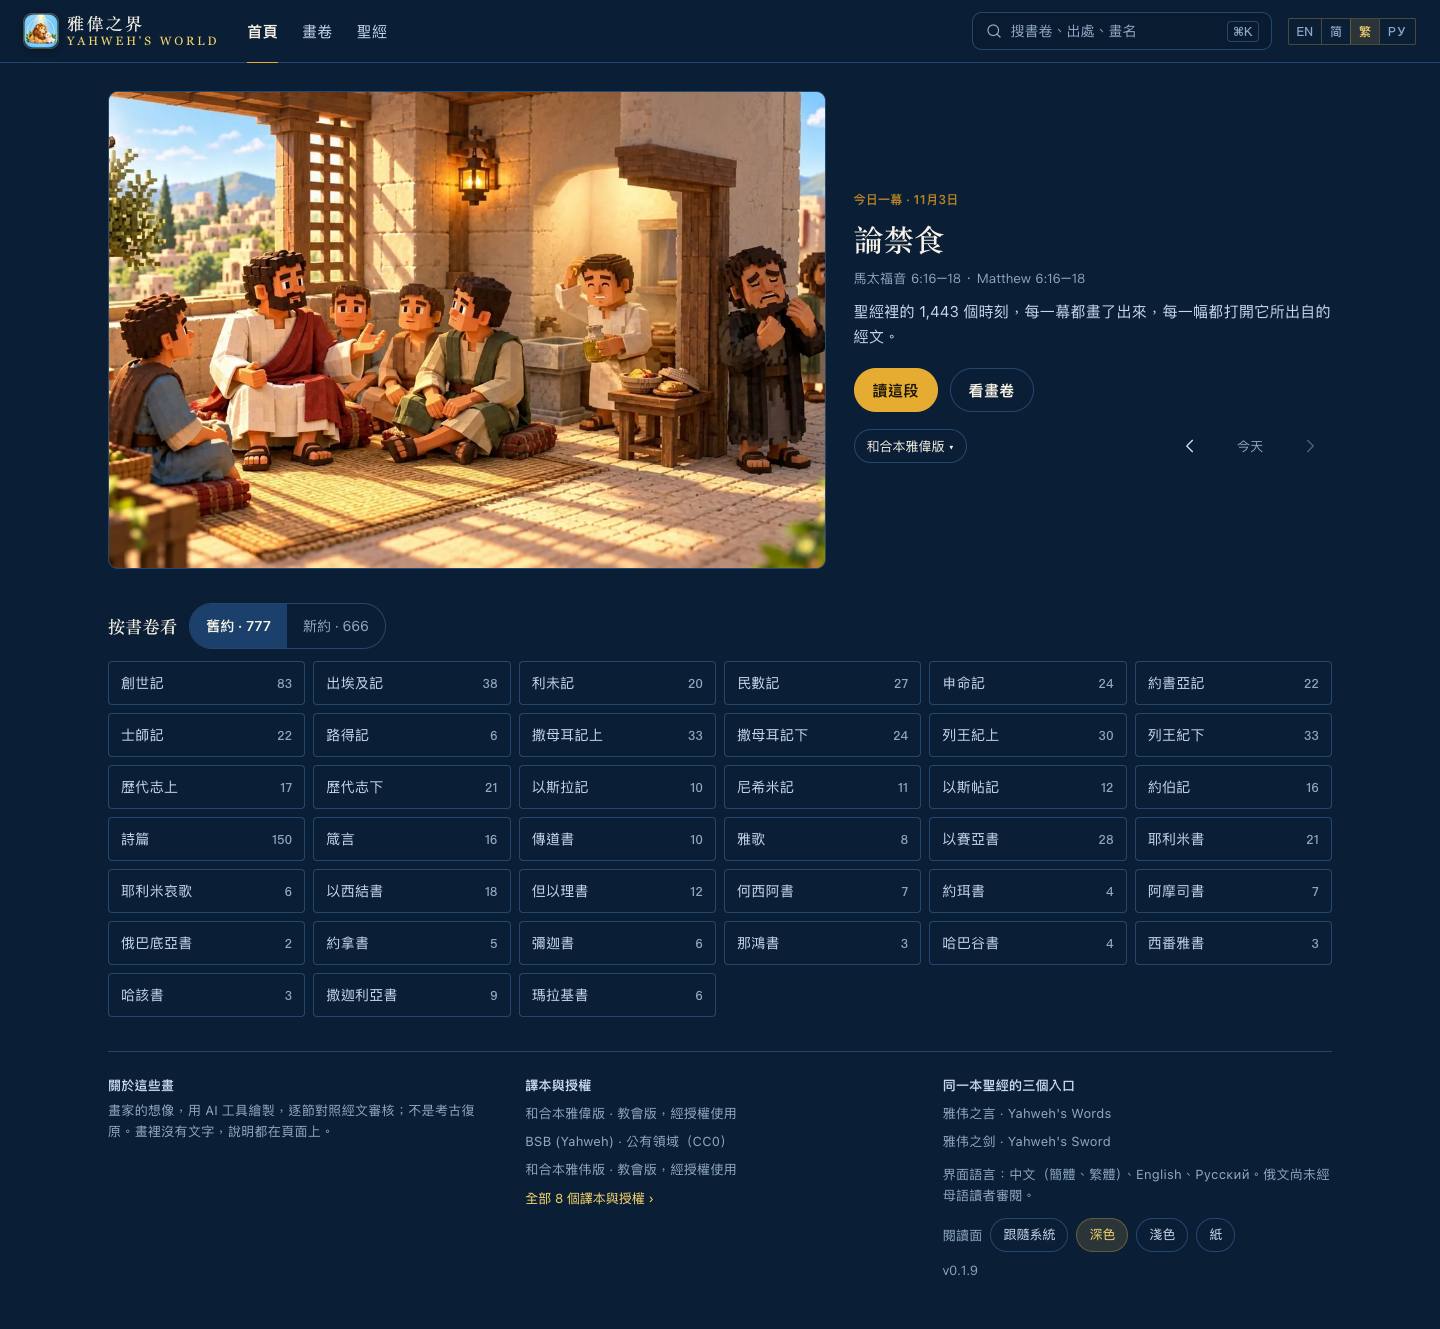 雅偉之界
YAHWEH'S WORLD
首頁 畫卷 聖經
搜書卷、出處、畫名 ⌘K
EN 简 繁 РУ
今日一幕 · 11月3日
論禁食
馬太福音 6:16–18 · Matthew 6:16–18
聖經裡的 1,443 個時刻，每一幕都畫了出來，每一幅都打開它所出自的
經文。
讀這段 看畫卷
和合本雅偉版 ▾ 今天
按書卷看 舊約 · 777 新約 · 666
創世記 83 出埃及記 38 利未記 20 民數記 27 申命記 24 約書亞記 22
士師記 22 路得記 6 撒母耳記上 33 撒母耳記下 24 列王紀上 30 列王紀下 33
歷代志上 17 歷代志下 21 以斯拉記 10 尼希米記 11 以斯帖記 12 約伯記 16
詩篇 150 箴言 16 傳道書 10 雅歌 8 以賽亞書 28 耶利米書 21
耶利米哀歌 6 以西結書 18 但以理書 12 何西阿書 7 約珥書 4 阿摩司書 7
俄巴底亞書 2 約拿書 5 彌迦書 6 那鴻書 3 哈巴谷書 4 西番雅書 3
哈該書 3 撒迦利亞書 9 瑪拉基書 6
關於這些畫
畫家的想像，用 AI 工具繪製，逐節對照經文審核；不是考古復
原。畫裡沒有文字，說明都在頁面上。
譯本與授權
和合本雅偉版 · 教會版，經授權使用
BSB (Yahweh) · 公有領域（CC0）
和合本雅伟版 · 教會版，經授權使用
全部 8 個譯本與授權 ›
同一本聖經的三個入口
雅伟之言 · Yahweh's Words
雅伟之剑 · Yahweh's Sword
界面語言：中文（簡體、繁體）、English、Русский。俄文尚未經
母語讀者審閱。
閱讀面 跟隨系統 深色 淺色 紙
v0.1.9